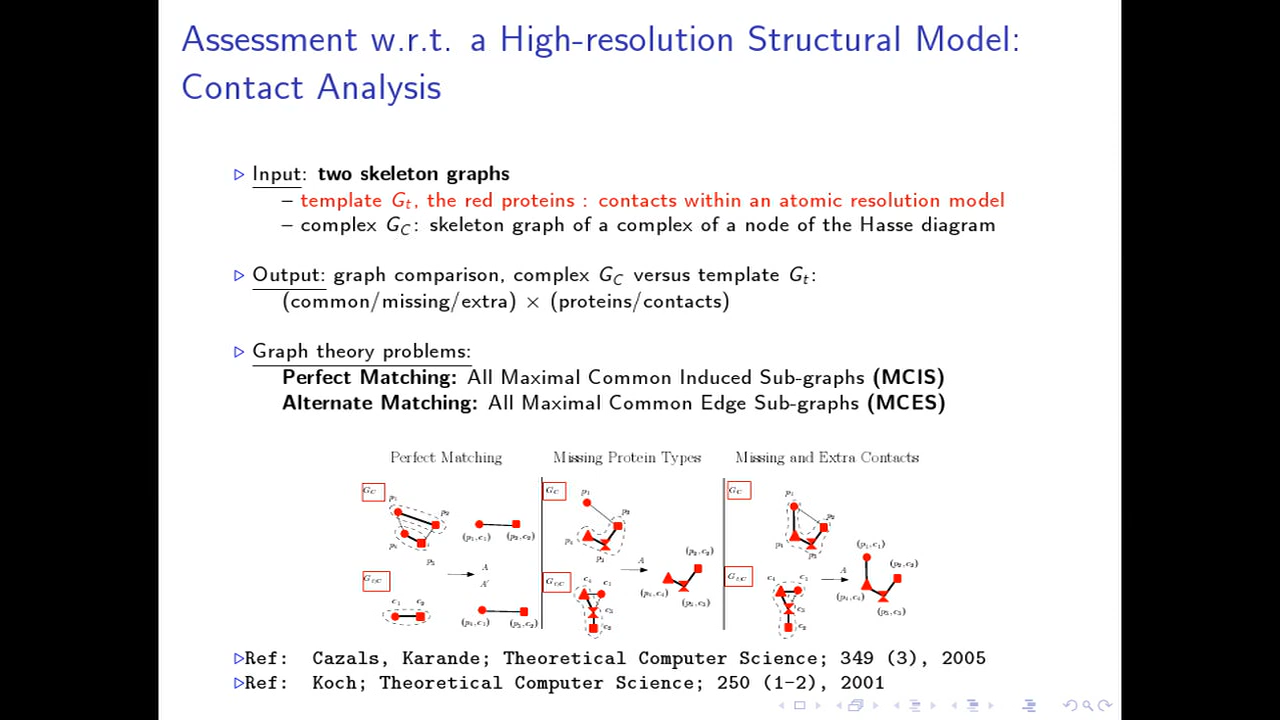 Assessment w.r.t. a High-resolution Structural Model:
Contact Analysis
▷ Input: two skeleton graphs
– template Gt, the red proteins : contacts within an atomic resolution model
– complex GC: skeleton graph of a complex of a node of the Hasse diagram
▷ Output: graph comparison, complex GC versus template Gt:
(common/missing/extra) × (proteins/contacts)
▷ Graph theory problems:
Perfect Matching: All Maximal Common Induced Sub-graphs (MCIS)
Alternate Matching: All Maximal Common Edge Sub-graphs (MCES)
Perfect Matching
Missing Protein Types
Missing and Extra Contacts
▷Ref: Cazals, Karande; Theoretical Computer Science; 349 (3), 2005
▷Ref: Koch; Theoretical Computer Science; 250 (1-2), 2001